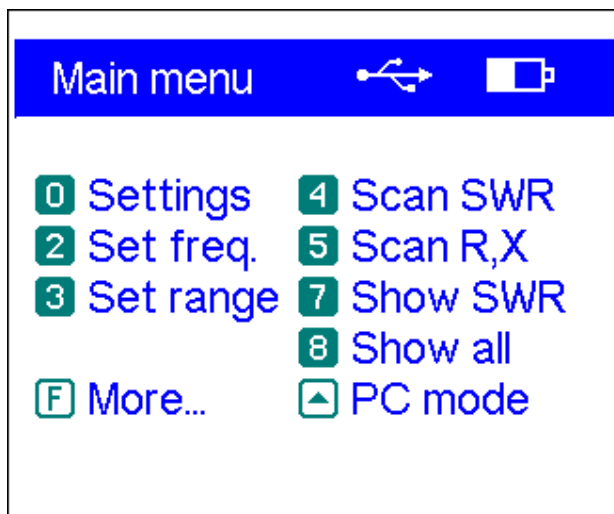 Main menu
0 Settings 4 Scan SWR
2 Set freq. 5 Scan R,X
3 Set range 7 Show SWR
8 Show all
F More... PC mode